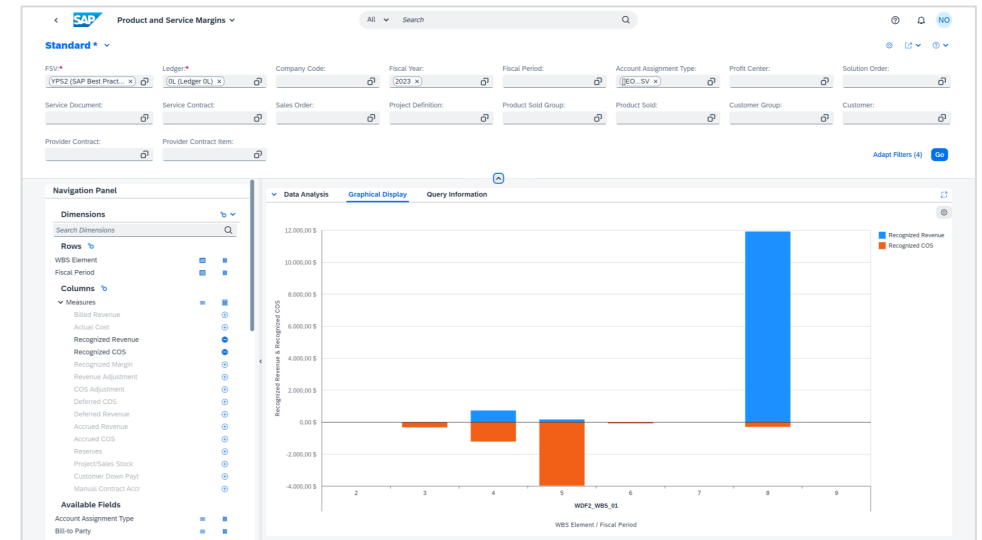 SAP Product and Service Margins All Search NO
Standard *
FSV:* Ledger:* Company Code: Fiscal Year: Fiscal Period: Account Assignment Type: Profit Center: Solution Order:
(YPS2 (SAP Best Pract... × (0L (Ledger 0L) × (2023 × EO...SV ×
Service Document: Service Contract: Sales Order: Project Definition: Product Sold Group: Product Sold: Customer Group: Customer:
Provider Contract: Provider Contract Item:
Adapt Filters (4) Go
Navigation Panel
Dimensions
Search Dimensions
Rows
WBS Element
Fiscal Period
Columns
Measures
Billed Revenue
Actual Cost
Recognized Revenue
Recognized COS
Recognized Margin
Revenue Adjustment
COS Adjustment
Deferred COS
Deferred Revenue
Accrued Revenue
Accrued COS
Reserves
Project/Sales Stock
Customer Down Payt
Manual Contract Accr
Available Fields
Account Assignment Type
Bill-to Party
Data Analysis Graphical Display Query Information
Recognized Revenue
Recognized COS
Recognized Revenue & Recognized COS
12.000,00 $
10.000,00 $
8.000,00 $
6.000,00 $
4.000,00 $
2.000,00 $
0,00 $
-2.000,00 $
-4.000,00 $
2 3 4 5 6 7 8 9
WDF2_WBS_01
WBS Element / Fiscal Period